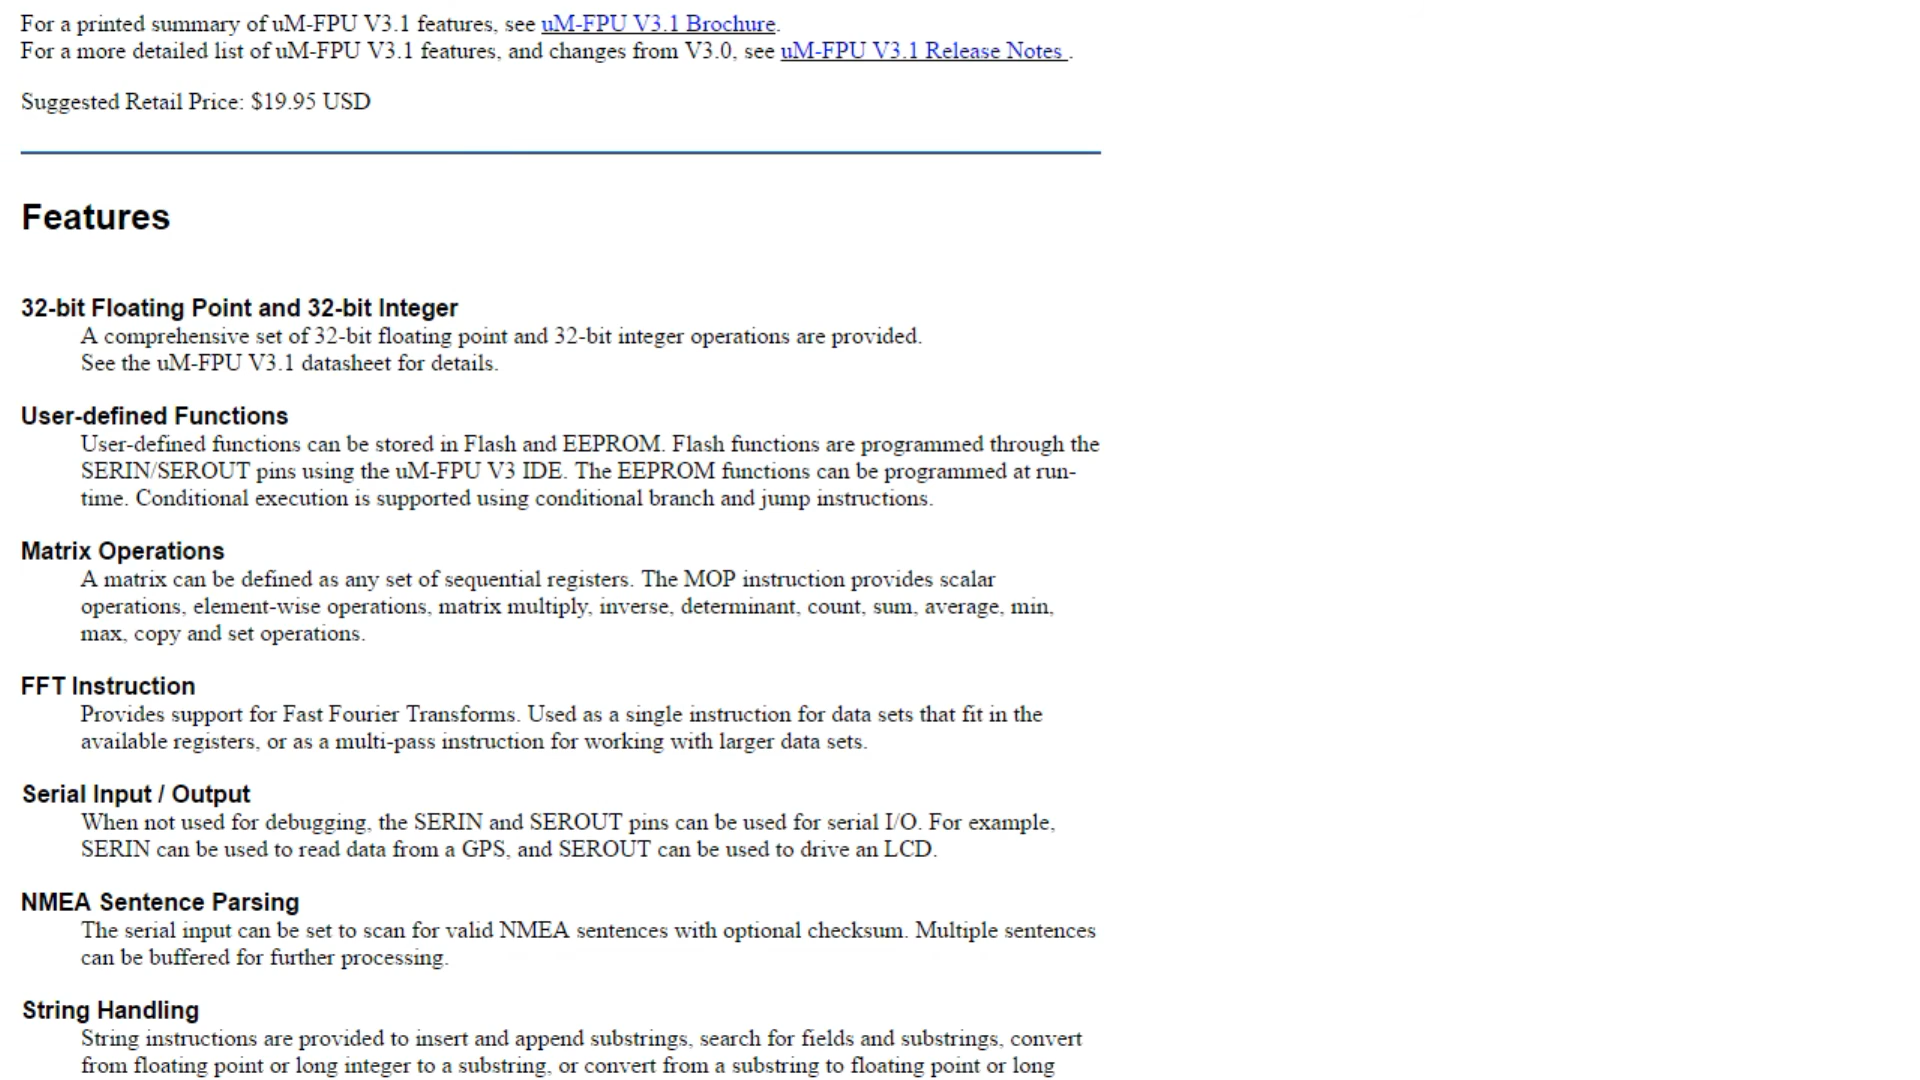 For a printed summary of uM-FPU V3.1 features, see uM-FPU V3.1 Brochure.
For a more detailed list of uM-FPU V3.1 features, and changes from V3.0, see uM-FPU V3.1 Release Notes .
Suggested Retail Price: $19.95 USD
Features
32-bit Floating Point and 32-bit Integer
A comprehensive set of 32-bit floating point and 32-bit integer operations are provided.
See the uM-FPU V3.1 datasheet for details.
User-defined Functions
User-defined functions can be stored in Flash and EEPROM. Flash functions are programmed through the
SERIN/SEROUT pins using the uM-FPU V3 IDE. The EEPROM functions can be programmed at run-
time. Conditional execution is supported using conditional branch and jump instructions.
Matrix Operations
A matrix can be defined as any set of sequential registers. The MOP instruction provides scalar
operations, element-wise operations, matrix multiply, inverse, determinant, count, sum, average, min,
max, copy and set operations.
FFT Instruction
Provides support for Fast Fourier Transforms. Used as a single instruction for data sets that fit in the
available registers, or as a multi-pass instruction for working with larger data sets.
Serial Input / Output
When not used for debugging, the SERIN and SEROUT pins can be used for serial I/O. For example,
SERIN can be used to read data from a GPS, and SEROUT can be used to drive an LCD.
NMEA Sentence Parsing
The serial input can be set to scan for valid NMEA sentences with optional checksum. Multiple sentences
can be buffered for further processing.
String Handling
String instructions are provided to insert and append substrings, search for fields and substrings, convert
from floating point or long integer to a substring, or convert from a substring to floating point or long